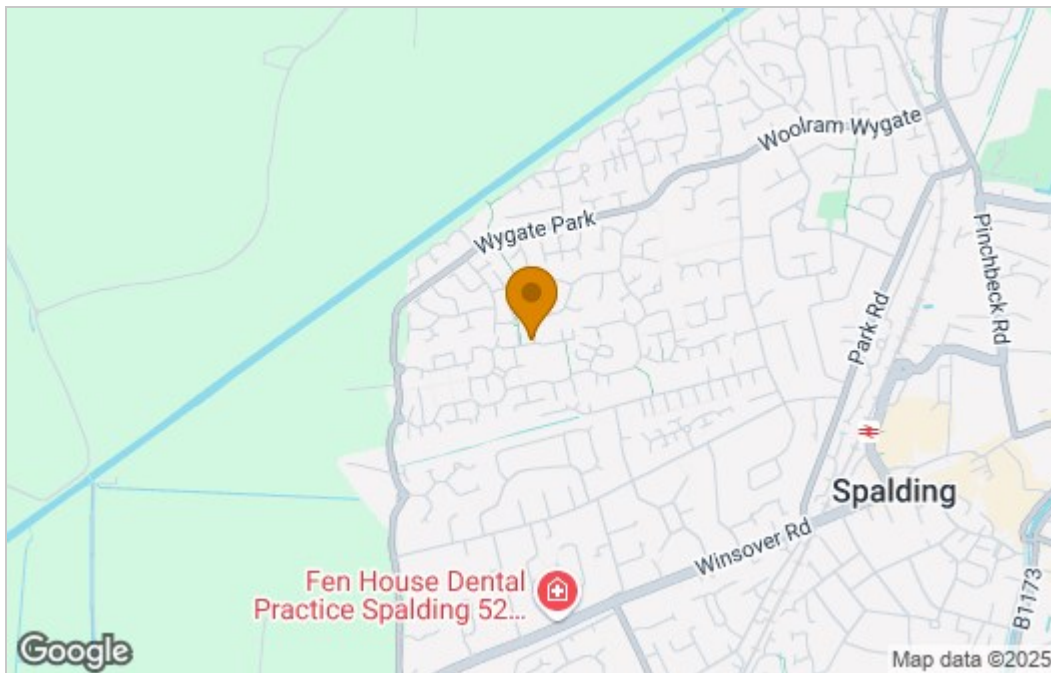 Woolram Wygate
Wygate Park
Pinchbeck Rd
Park Rd
Spalding
Winsover Rd
Fen House Dental
Practice Spalding 52...
B1173
Google
Map data ©2025